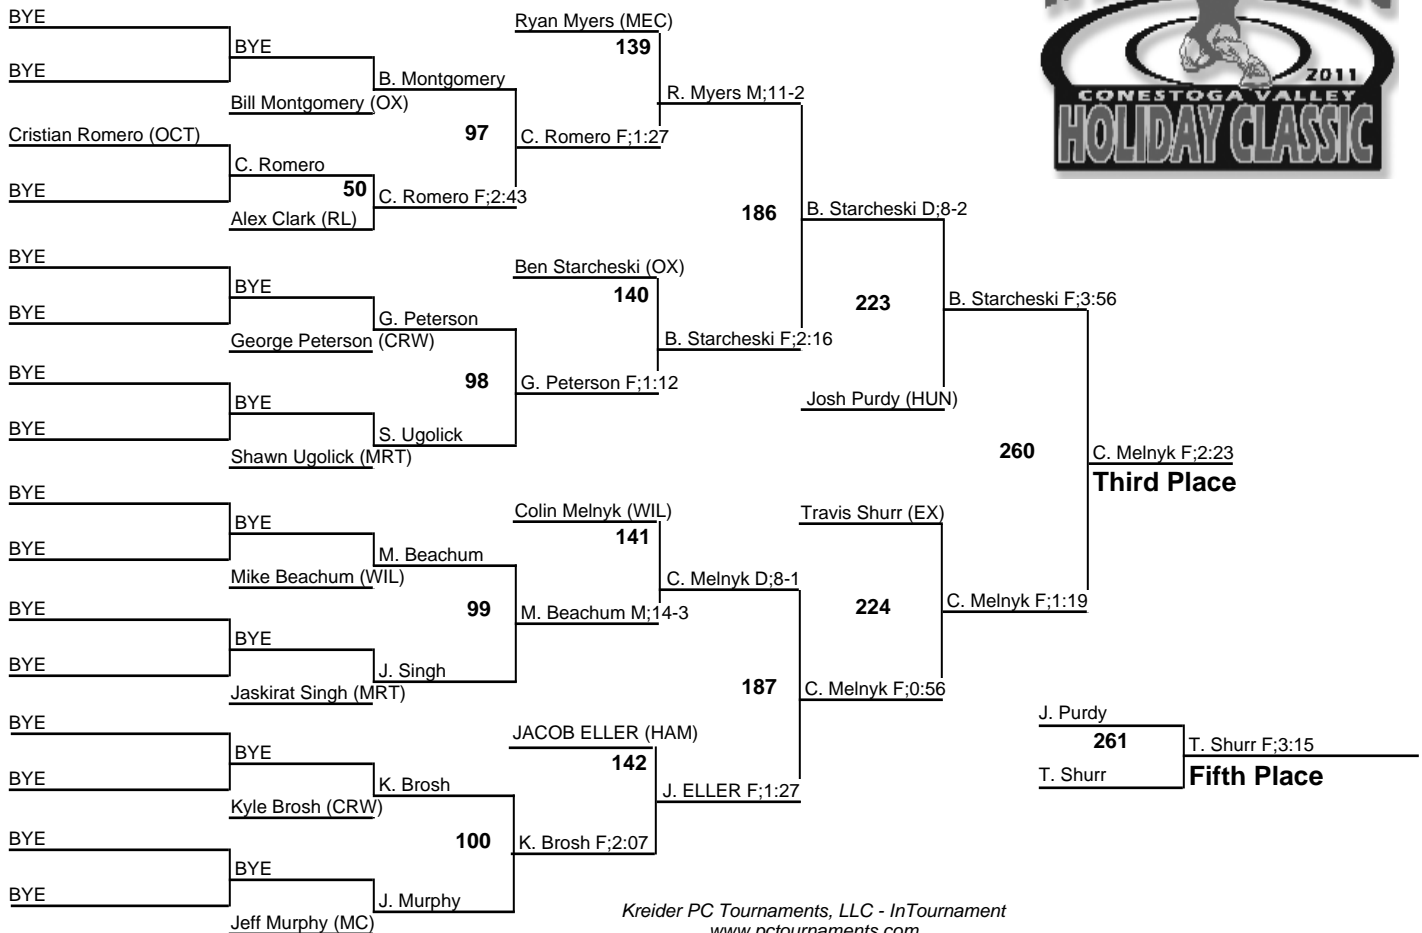 BYE
BYE
BYE
Bill Montgomery (OX)
B. Montgomery
Cristian Romero (OCT)
BYE
C. Romero
50
Alex Clark (RL)
C. Romero F;2:43
97
Ryan Myers (MEC)
139
C. Romero F;1:27
R. Myers M;11-2
BYE
BYE
BYE
George Peterson (CRW)
G. Peterson
BYE
BYE
BYE
Shawn Ugolick (MRT)
S. Ugolick
98
Ben Starcheski (OX)
140
G. Peterson F;1:12
B. Starcheski F;2:16
186
B. Starcheski D;8-2
223
Josh Purdy (HUN)
B. Starcheski F;3:56
BYE
BYE
BYE
Mike Beachum (WIL)
M. Beachum
BYE
BYE
BYE
Jaskirat Singh (MRT)
J. Singh
99
Colin Melnyk (WIL)
141
M. Beachum M;14-3
C. Melnyk D;8-1
BYE
BYE
BYE
Kyle Brosh (CRW)
K. Brosh
BYE
BYE
BYE
Jeff Murphy (MC)
J. Murphy
100
JACOB ELLER (HAM)
142
K. Brosh F;2:07
J. ELLER F;1:27
187
Travis Shurr (EX)
224
C. Melnyk F;0:56
C. Melnyk F;1:19
260
C. Melnyk F;2:23
Third Place
J. Purdy
261
T. Shurr
T. Shurr F;3:15
Fifth Place
2011
CONESTOGA VALLEY
HOLIDAY CLASSIC
Kreider PC Tournaments, LLC - InTournament
www.pctournaments.com